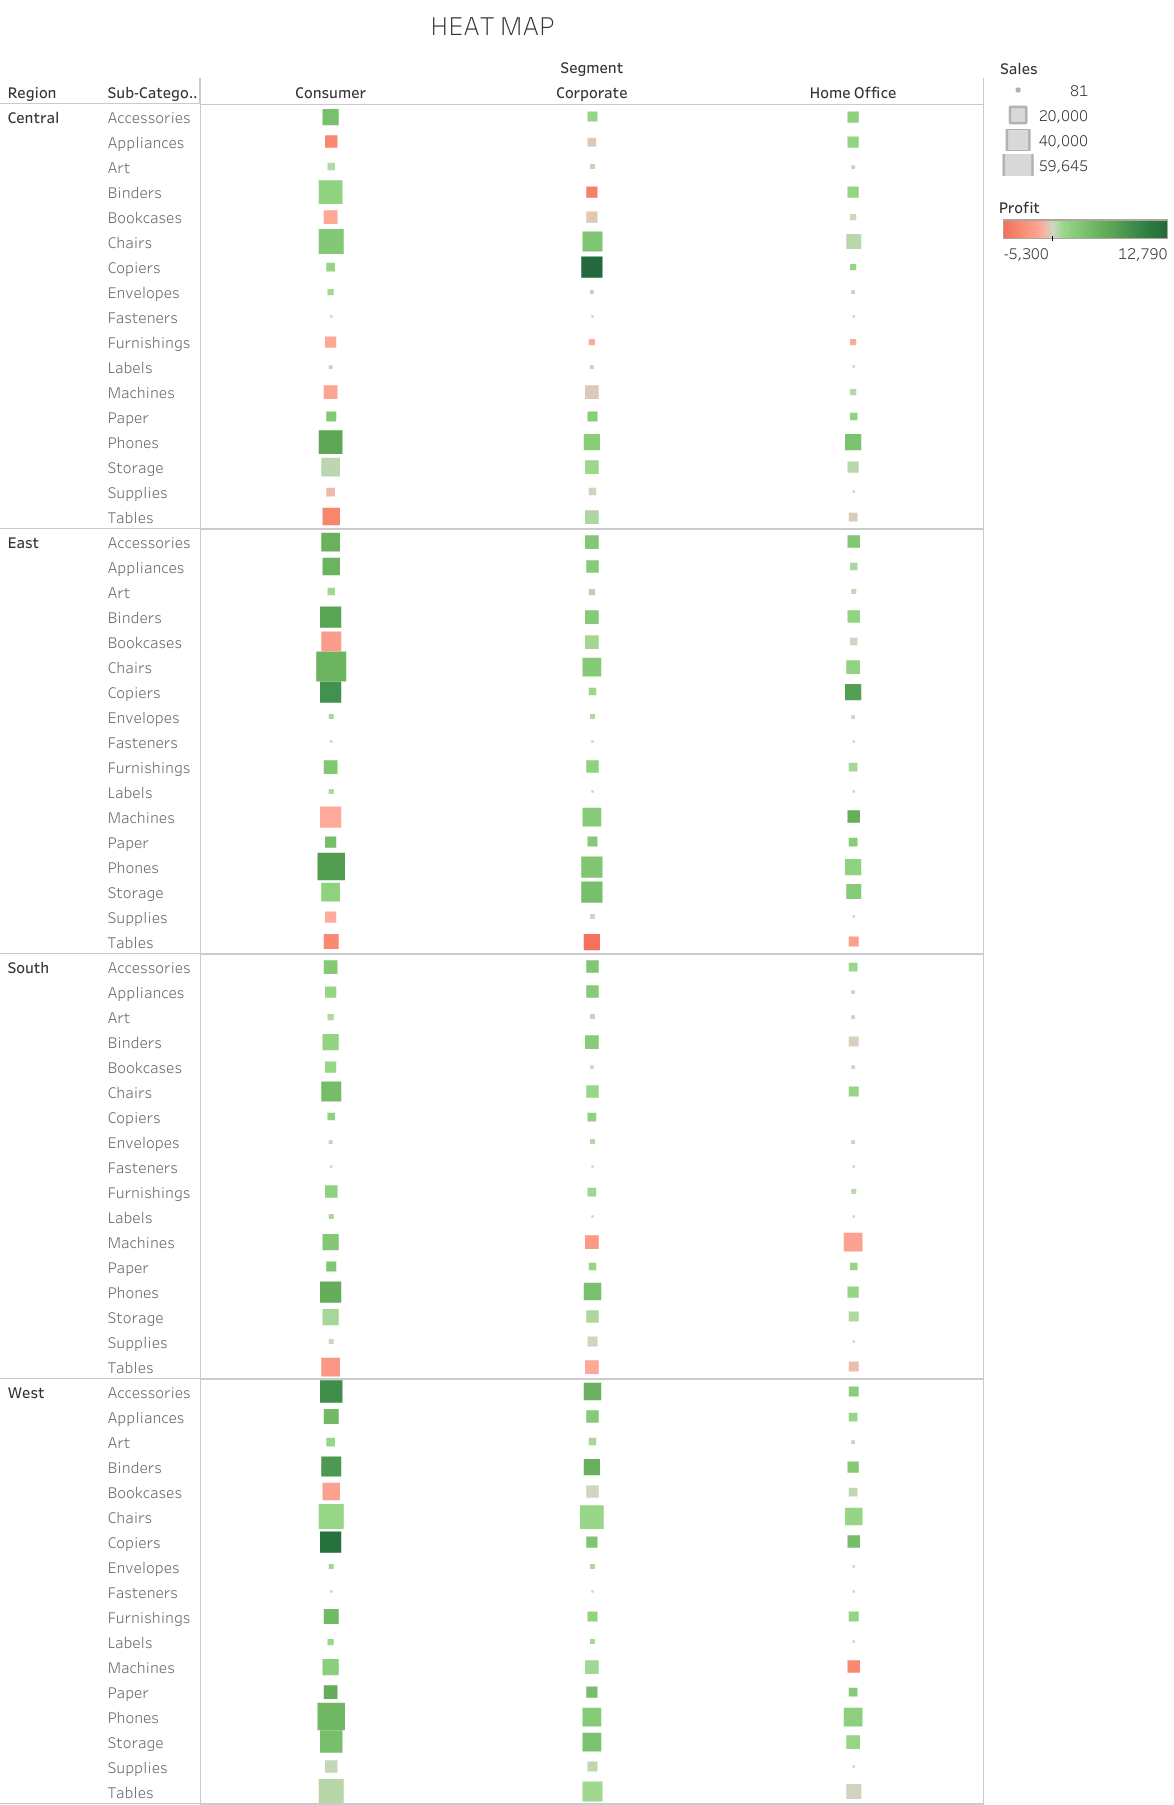 HEAT MAP
Segment
Region Sub-Catego.. Consumer Corporate Home Office
Central Accessories
Appliances
Art
Binders
Bookcases
Chairs
Copiers
Envelopes
Fasteners
Furnishings
Labels
Machines
Paper
Phones
Storage
Supplies
Tables
East Accessories
Appliances
Art
Binders
Bookcases
Chairs
Copiers
Envelopes
Fasteners
Furnishings
Labels
Machines
Paper
Phones
Storage
Supplies
Tables
South Accessories
Appliances
Art
Binders
Bookcases
Chairs
Copiers
Envelopes
Fasteners
Furnishings
Labels
Machines
Paper
Phones
Storage
Supplies
Tables
West Accessories
Appliances
Art
Binders
Bookcases
Chairs
Copiers
Envelopes
Fasteners
Furnishings
Labels
Machines
Paper
Phones
Storage
Supplies
Tables
Sales
81
20,000
40,000
59,645
Profit
-5,300 12,790